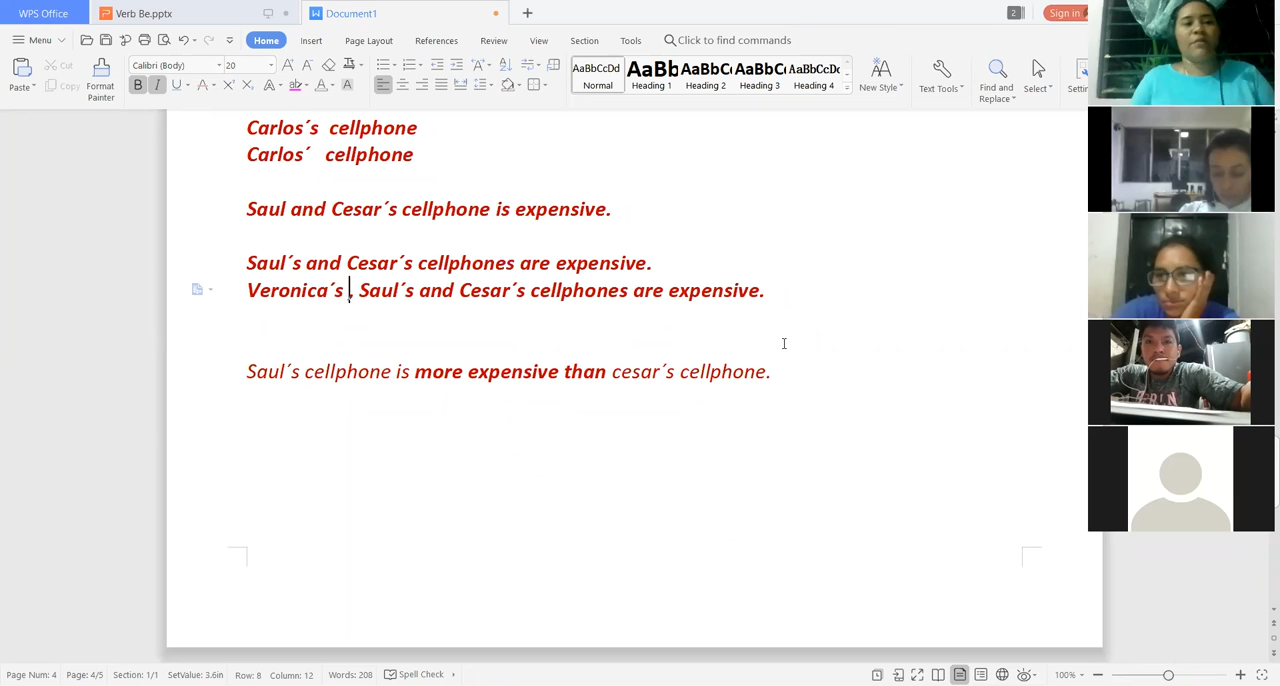 WPS Office
Verb Be.pptx
Document1
2
Sign in
Menu
Home
Insert
Page Layout
References
Review
View
Section
Tools
Click to find commands
Paste
Cut
Copy
Format Painter
Calibri (Body)
20
AaBbCcDd
Normal
AaBb
Heading 1
AaBbC
Heading 2
AaBbC
Heading 3
AaBbCcDc
Heading 4
New Style
Text Tools
Find and Replace
Select
Carlos´s cellphone
Carlos´ cellphone
Saul and Cesar´s cellphone is expensive.
Saul´s and Cesar´s cellphones are expensive.
Veronica´s , Saul´s and Cesar´s cellphones are expensive.
Saul´s cellphone is more expensive than cesar´s cellphone.
Page Num: 4
Page: 4/5
Section: 1/1
SetValue: 3.6in
Row: 8
Column: 12
Words: 208
Spell Check
100%